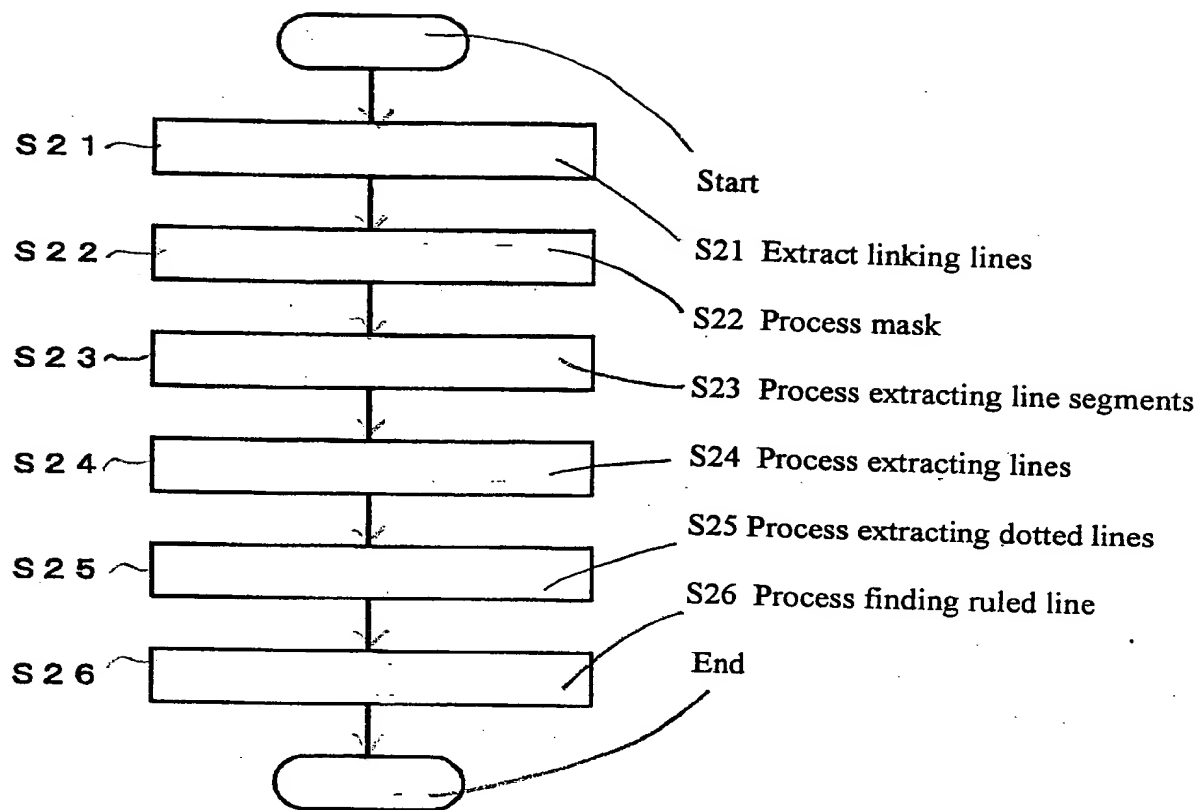 S21
S22
S23
S24
S25
S26
Start
S21 Extract linking lines
S22 Process mask
S23 Process extracting line segments
S24 Process extracting lines
S25 Process extracting dotted lines
S26 Process finding ruled line
End